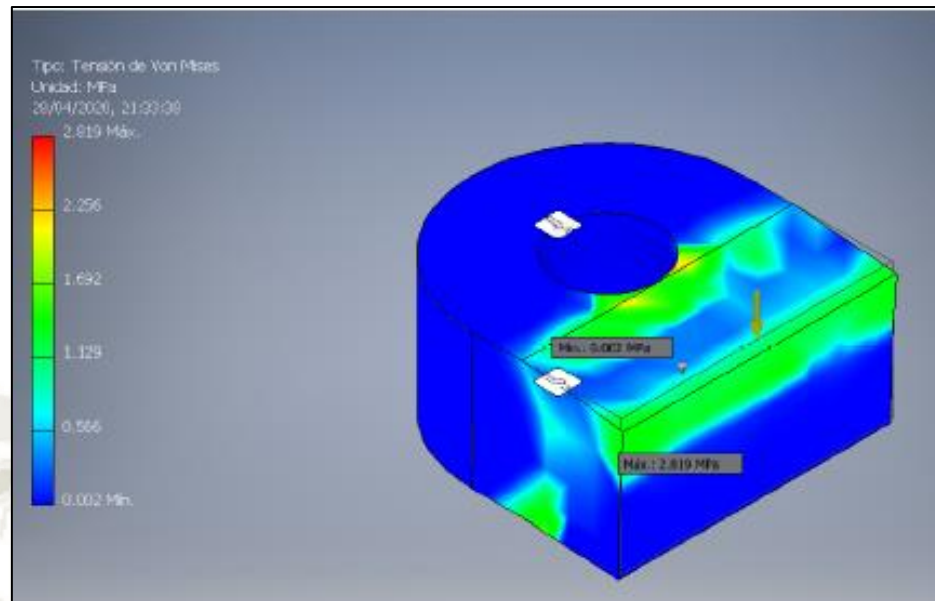 Tipo: Tensión de Von Mises
Unidad: MPa
28/04/2020, 21:33:38
2.819 Máx.
2.256
1.692
1.129
0.566
0.002 Mín.
Mín.: 0.002 MPa
Máx.: 2.819 MPa